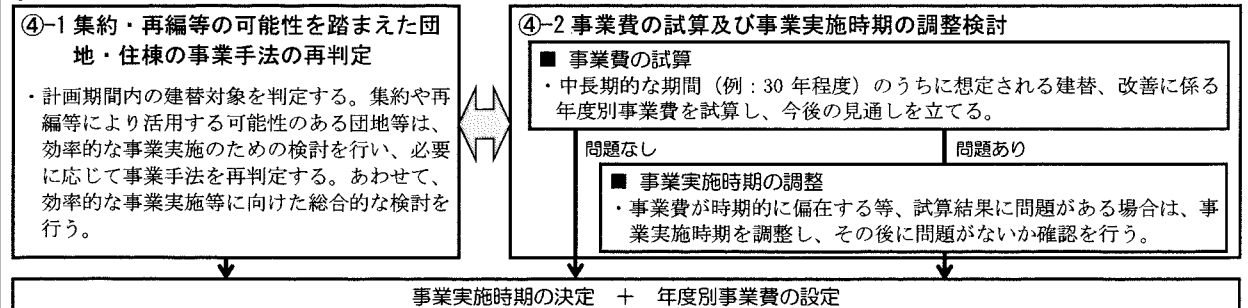 ④-1 集約・再編等の可能性を踏まえた団
地・住棟の事業手法の再判定
・計画期間内の建替対象を判定する。集約や再
編等により活用する可能性のある団地等は、
効率的な事業実施のための検討を行い、必要
に応じて事業手法を再判定する。あわせて、
効率的な事業実施等に向けた総合的な検討を
行う。
④-2 事業費の試算及び事業実施時期の調整検討
■ 事業費の試算
・中長期的な期間（例：30 年程度）のうちに想定される建替、改善に係る
年度別事業費を試算し、今後の見通しを立てる。
問題なし
問題あり
■ 事業実施時期の調整
・事業費が時期的に偏在する等、試算結果に問題がある場合は、事
業実施時期を調整し、その後に問題がないか確認を行う。
事業実施時期の決定 ＋ 年度別事業費の設定